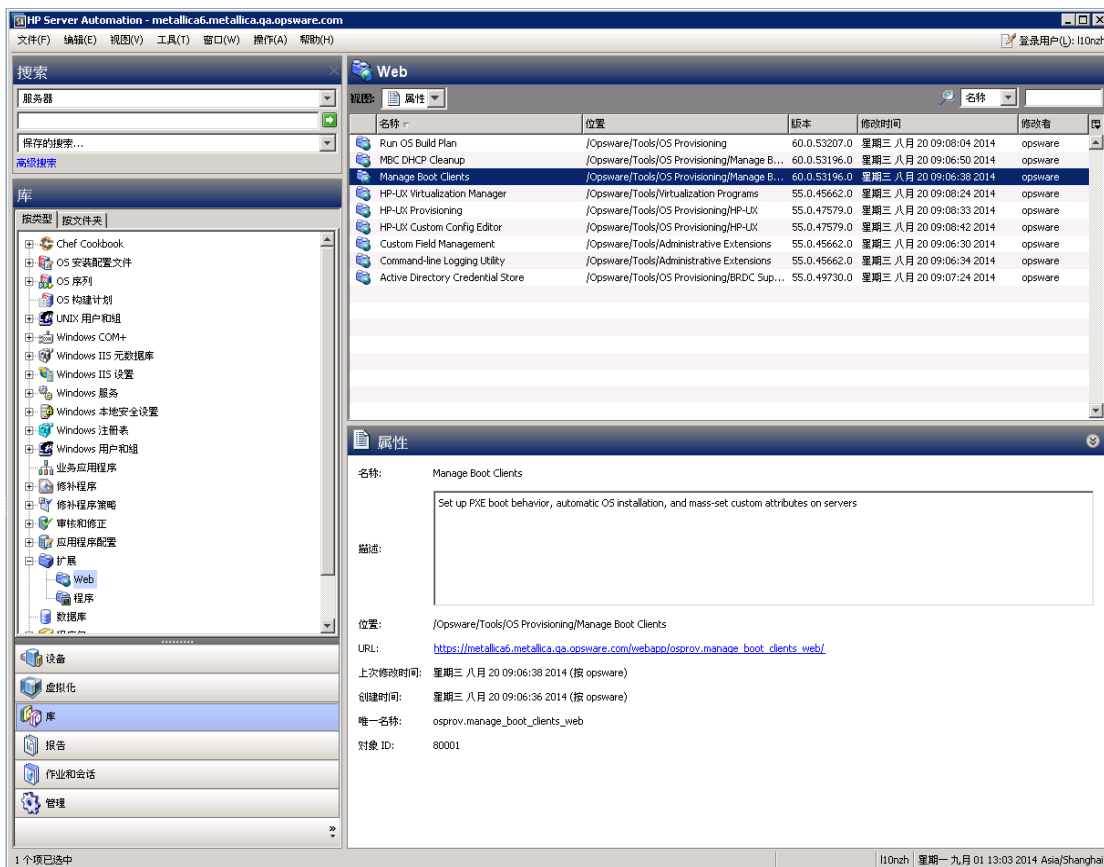 HP Server Automation - metallica6.metallica.qa.opsware.com
文件(F) 编辑(E) 视图(V) 工具(T) 窗口(W) 操作(A) 帮助(H) 登录用户(U): l10nzh
搜索
服务器
保存的搜索...
高级搜索
库
按类型 按文件夹
Chef Cookbook
OS 安装配置文件
OS 序列
OS 构建计划
UNIX 用户和组
Windows COM+
Windows IIS 元数据库
Windows IIS 设置
Windows 服务
Windows 本地安全设置
Windows 注册表
Windows 用户和组
业务应用程序
修补程序
修补程序策略
审核和修正
应用程序配置
扩展
Web
程序
数据库
设备
虚拟化
库
报告
作业和会话
管理
1 个项已选中
Web
视图: 属性 名称
名称 位置 版本 修改时间 修改者
Run OS Build Plan /Opsware/Tools/OS Provisioning 60.0.53207.0 星期三 八月 20 09:08:04 2014 opsware
MBC DHCP Cleanup /Opsware/Tools/OS Provisioning/Manage B... 60.0.53196.0 星期三 八月 20 09:06:50 2014 opsware
Manage Boot Clients /Opsware/Tools/OS Provisioning/Manage B... 60.0.53196.0 星期三 八月 20 09:06:38 2014 opsware
HP-UX Virtualization Manager /Opsware/Tools/Virtualization Programs 55.0.45662.0 星期三 八月 20 09:08:24 2014 opsware
HP-UX Provisioning /Opsware/Tools/OS Provisioning/HP-UX 55.0.47579.0 星期三 八月 20 09:08:33 2014 opsware
HP-UX Custom Config Editor /Opsware/Tools/OS Provisioning/HP-UX 55.0.47579.0 星期三 八月 20 09:08:42 2014 opsware
Custom Field Management /Opsware/Tools/Administrative Extensions 55.0.45662.0 星期三 八月 20 09:06:30 2014 opsware
Command-line Logging Utility /Opsware/Tools/Administrative Extensions 55.0.45662.0 星期三 八月 20 09:06:34 2014 opsware
Active Directory Credential Store /Opsware/Tools/OS Provisioning/BRDC Sup... 55.0.49730.0 星期三 八月 20 09:07:24 2014 opsware
属性
名称: Manage Boot Clients
描述: Set up PXE boot behavior, automatic OS installation, and mass-set custom attributes on servers
位置: /Opsware/Tools/OS Provisioning/Manage Boot Clients
URL: https://metallica6.metallica.qa.opsware.com/webapp/osprov.manage_boot_clients_web/
上次修改时间: 星期三 八月 20 09:06:38 2014 (按 opsware)
创建时间: 星期三 八月 20 09:06:36 2014 (按 opsware)
唯一名称: osprov.manage_boot_clients_web
对象 ID: 80001
l10nzh 星期一 九月 01 13:03 2014 Asia/Shanghai